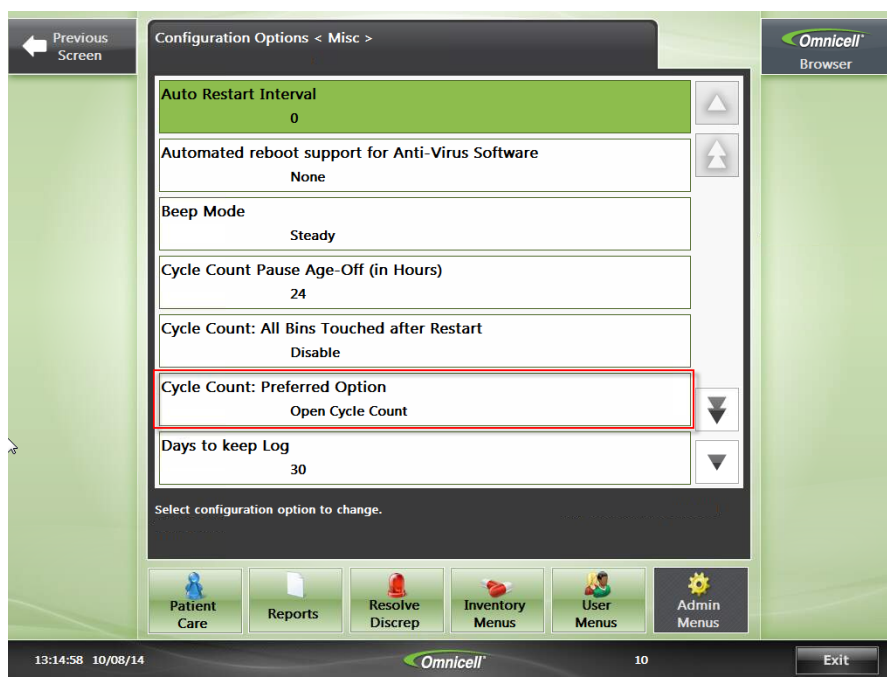 Previous
Screen
Configuration Options < Misc >
Omnicell
Browser
Auto Restart Interval
0
Automated reboot support for Anti-Virus Software
None
Beep Mode
Steady
Cycle Count Pause Age-Off (in Hours)
24
Cycle Count: All Bins Touched after Restart
Disable
Cycle Count: Preferred Option
Open Cycle Count
Days to keep Log
30
Select configuration option to change.
Patient
Care
Reports
Resolve
Discrep
Inventory
Menus
User
Menus
Admin
Menus
13:14:58 10/08/14
Omnicell
10
Exit